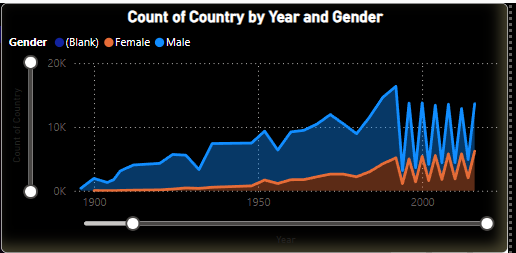 Count of Country by Year and Gender
Gender (Blank) Female Male
20K
10K
0K
Count of Country
1900 1950 2000
Year